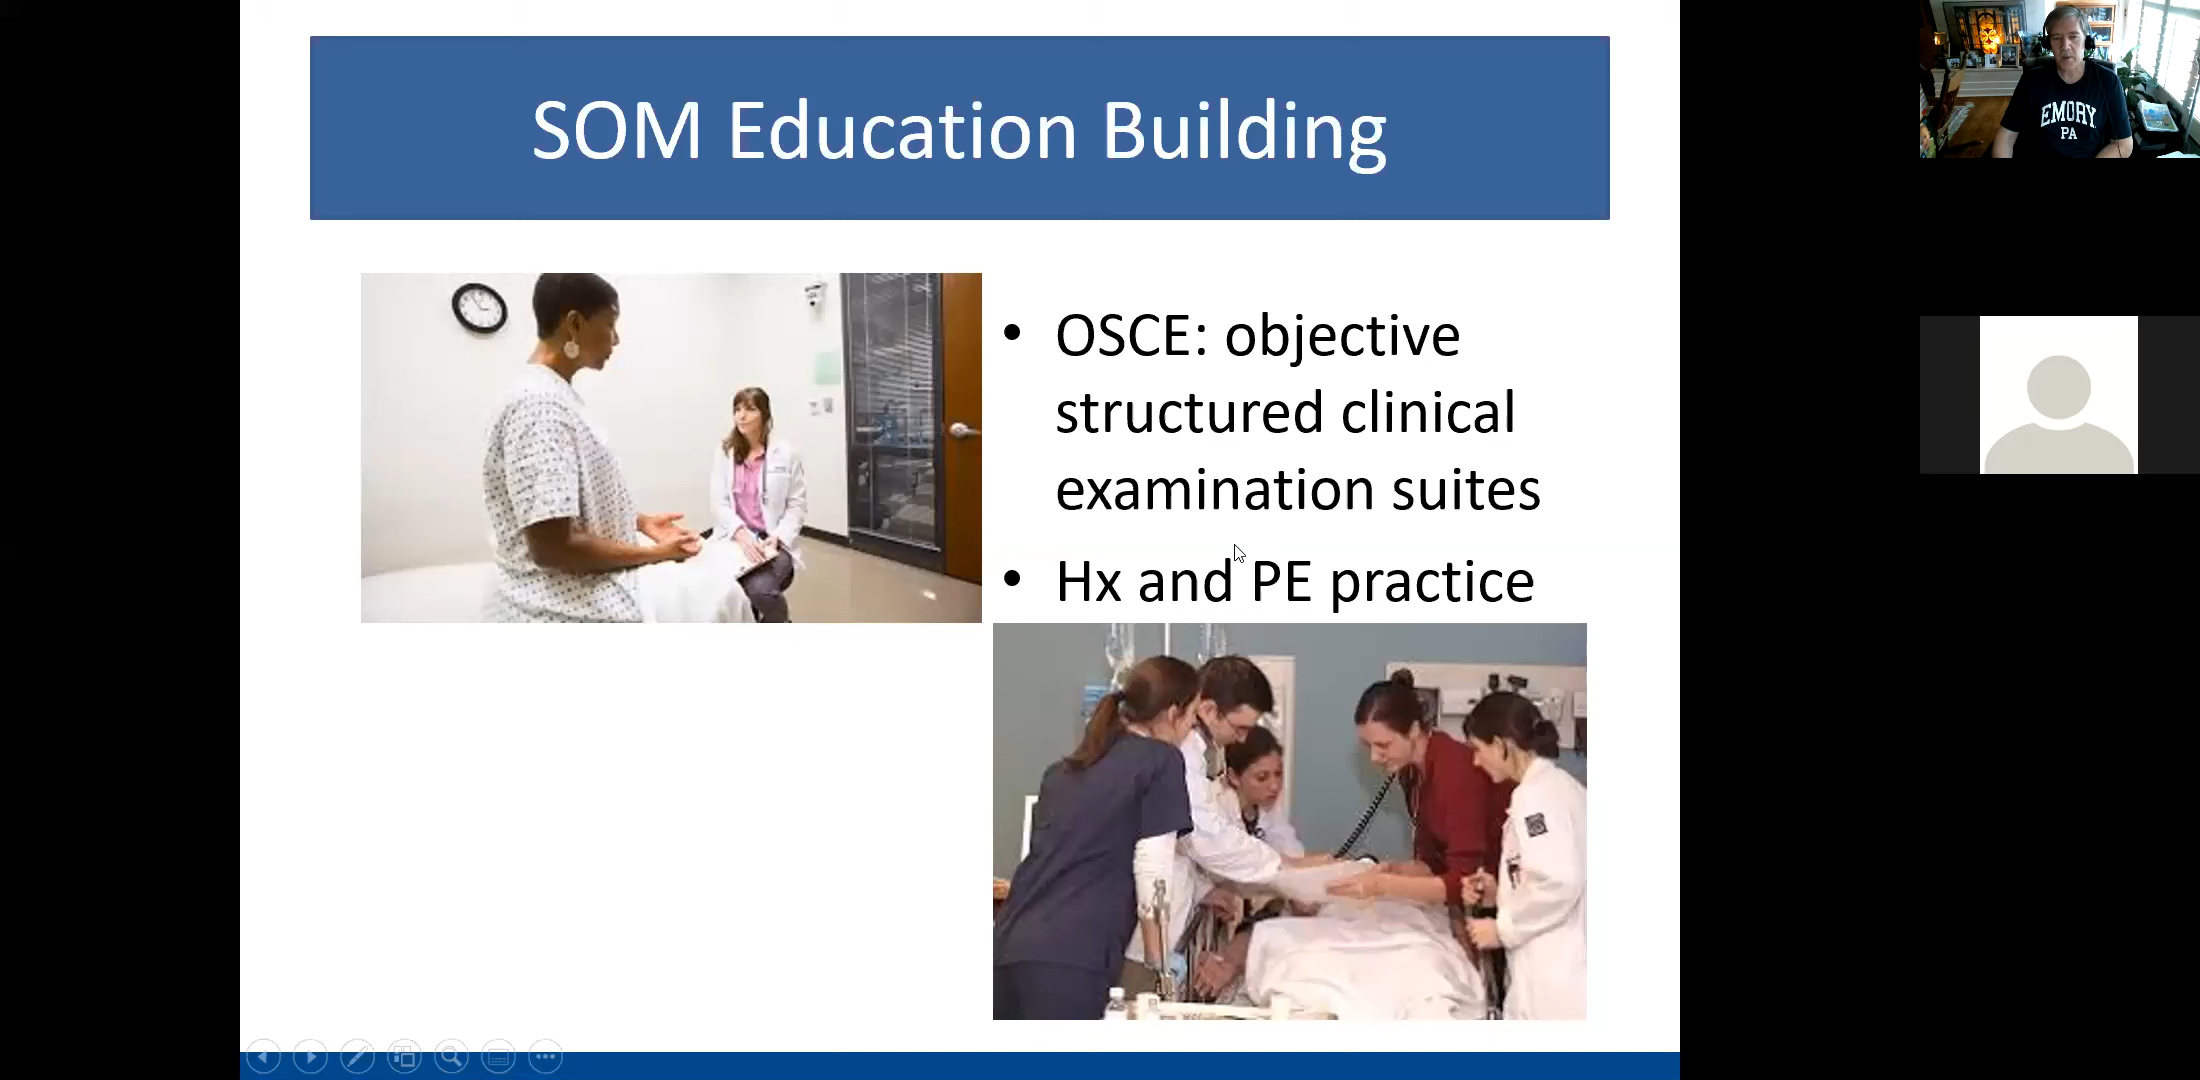 SOM Education Building
• OSCE: objective
structured clinical
examination suites
• Hx and PE practice
EMORY
PA